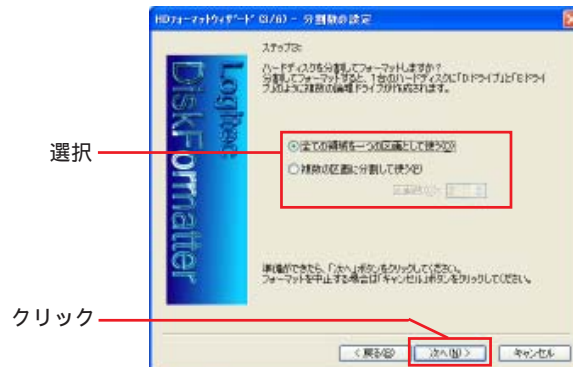 HDフォーマットウィザード (3/6) - 分割数の設定
ステップ3:
ハードディスクを分割してフォーマットしますか?
分割してフォーマットすると、1台のハードディスクに「Dドライブ」と「Eドライ
ブ」のように複数の論理ドライブが作成されます。
選択
全ての領域を一つの区画として使う(O)
複数の区画に分割して使う(P)
Logitec
DiskFormatter
準備ができたら、「次へ」ボタンをクリックしてください。
フォーマットを中止する場合は「キャンセル」ボタンをクリックしてください。
クリック
< 戻る(B)
次へ(N) >
キャンセル